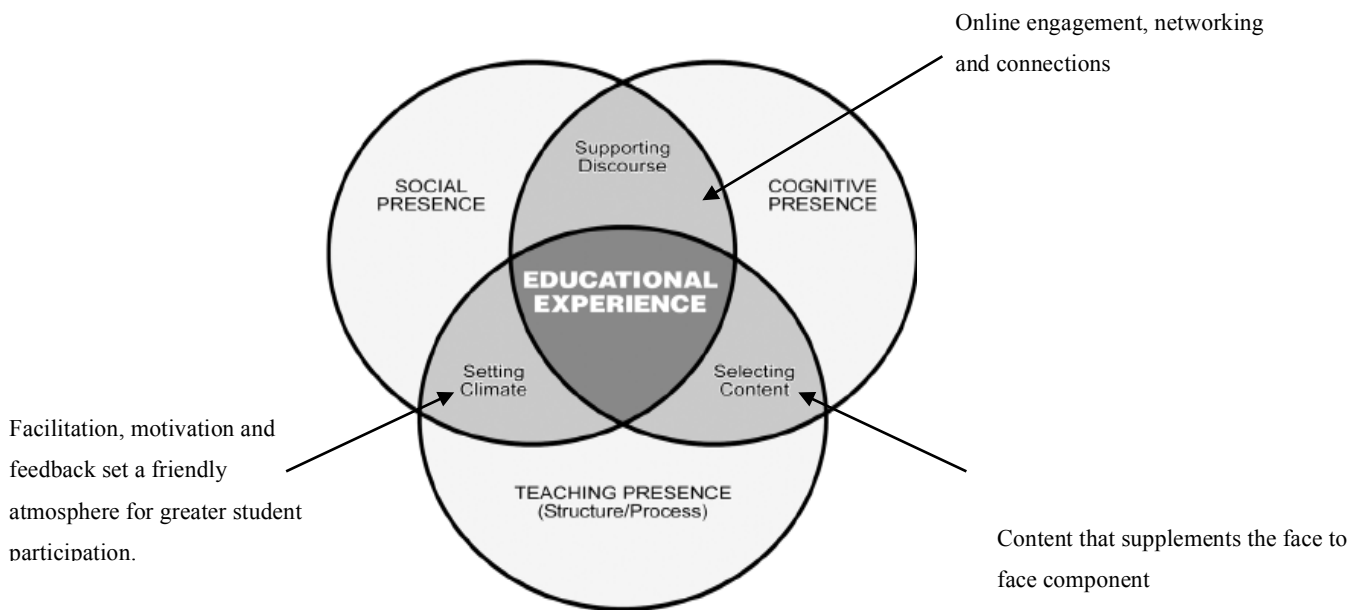 Online engagement, networking
and connections
Supporting
Discourse
SOCIAL
PRESENCE
COGNITIVE
PRESENCE
EDUCATIONAL
EXPERIENCE
Setting
Climate
Selecting
Content
Facilitation, motivation and
feedback set a friendly
atmosphere for greater student
participation.
TEACHING PRESENCE
(Structure/Process)
Content that supplements the face to
face component